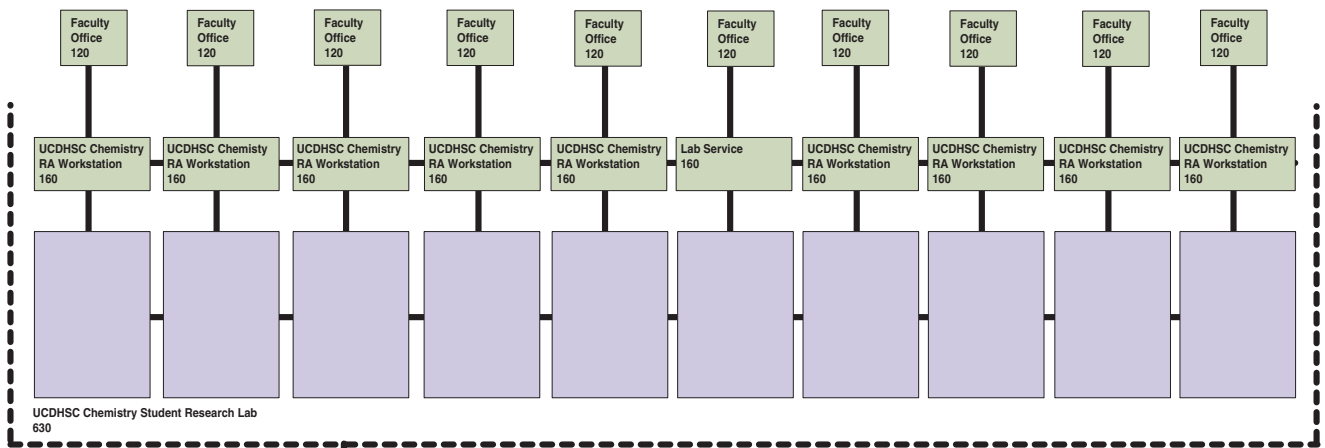 Faculty
Office
120
Faculty
Office
120
Faculty
Office
120
Faculty
Office
120
Faculty
Office
120
Faculty
Office
120
Faculty
Office
120
Faculty
Office
120
Faculty
Office
120
Faculty
Office
120
UCDHSC Chemistry
RA Workstation
160
UCDHSC Chemisty
RA Workstation
160
UCDHSC Chemistry
RA Workstation
160
UCDHSC Chemistry
RA Workstation
160
UCDHSC Chemistry
RA Workstation
160
Lab Service
160
UCDHSC Chemistry
RA Workstation
160
UCDHSC Chemistry
RA Workstation
160
UCDHSC Chemistry
RA Workstation
160
UCDHSC Chemistry
RA Workstation
160
UCDHSC Chemistry Student Research Lab
630